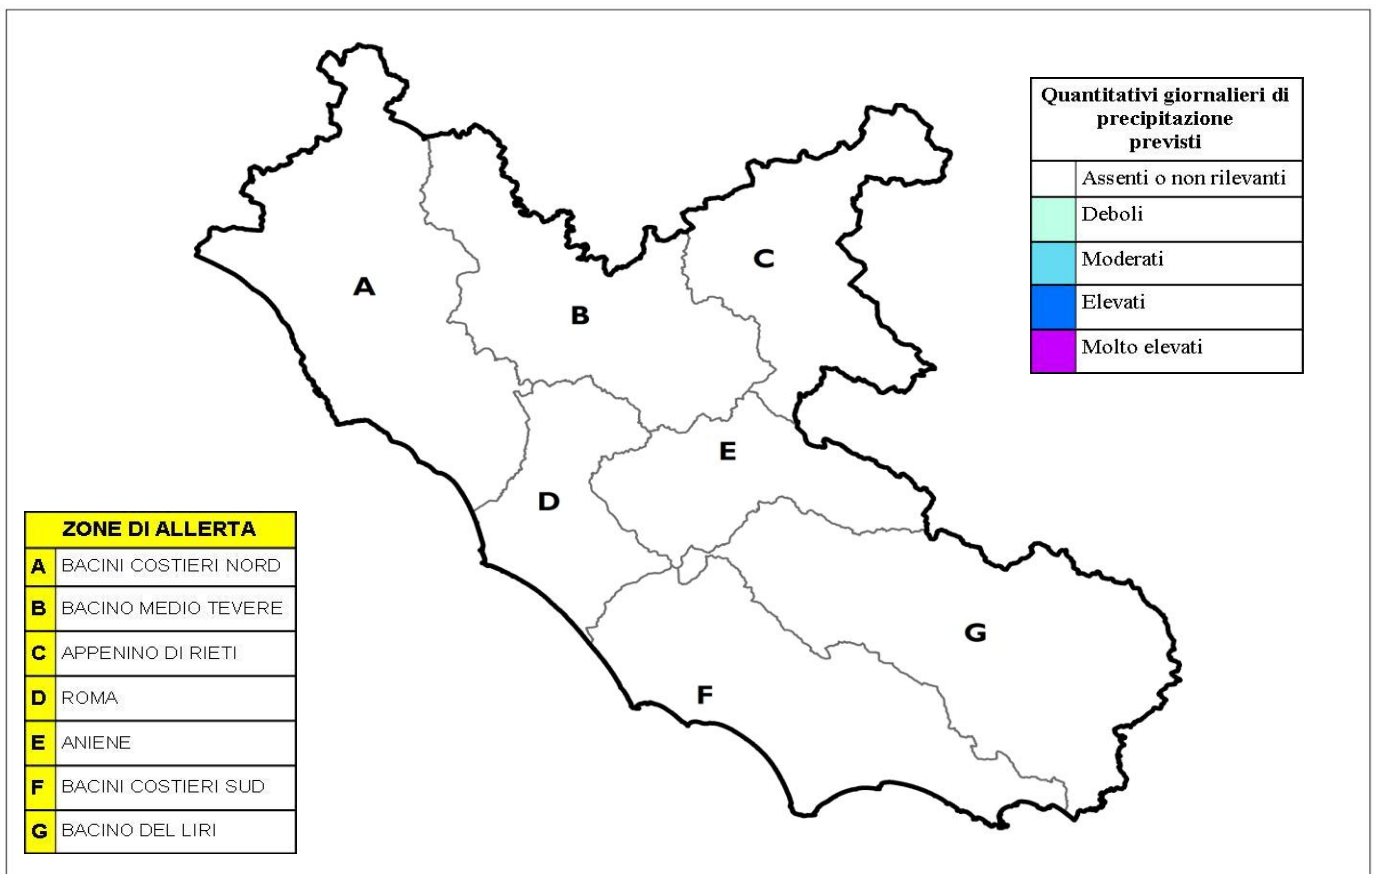 Quantitativi giornalieri di
precipitazione
previsti
Assenti o non rilevanti
Deboli
Moderati
Elevati
Molto elevati
A
B
C
D
E
F
G
ZONE DI ALLERTA
A BACINI COSTIERI NORD
B BACINO MEDIO TEVERE
C APPENINO DI RIETI
D ROMA
E ANIENE
F BACINI COSTIERI SUD
G BACINO DEL LIRI